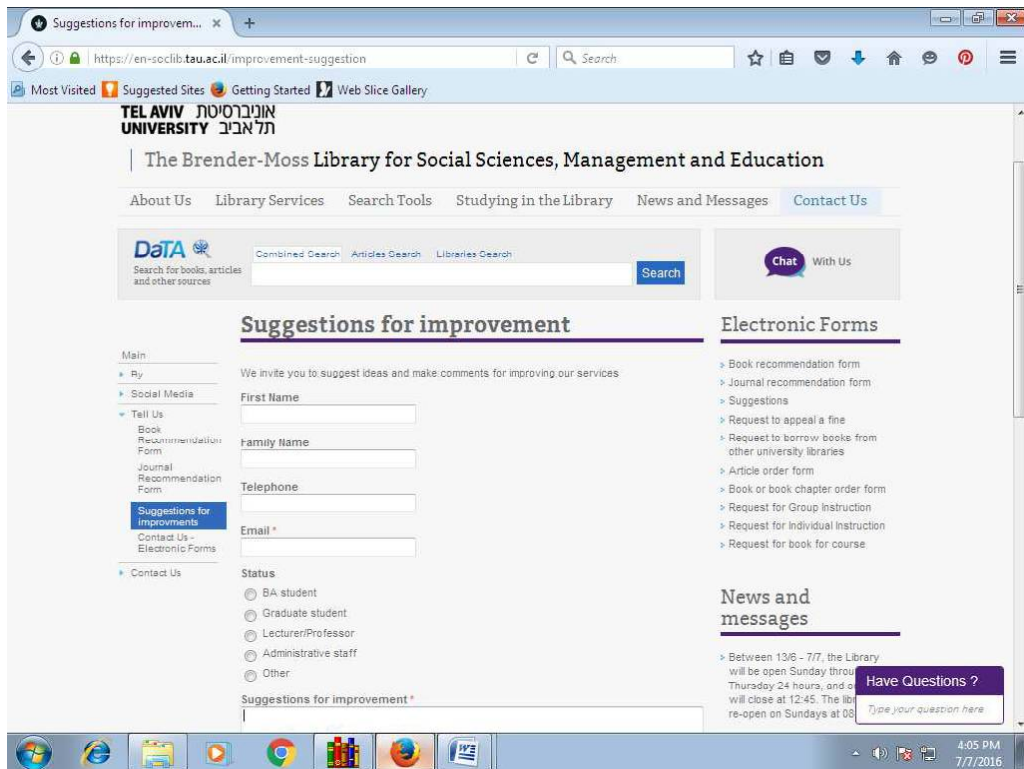 Suggestions for improvem...
https://en-soclib.tau.ac.il/improvement-suggestion
Search
Most Visited Suggested Sites Getting Started Web Slice Gallery
TEL AVIV אוניברסיטת
UNIVERSITY תל אביב
The Brender-Moss Library for Social Sciences, Management and Education
About Us Library Services Search Tools Studying in the Library News and Messages Contact Us
DaTA
Search for books, articles
and other sources
Combined Search Articles Search Libraries Search
Search
Chat With Us
Main
By
Social Media
Tell Us
Book
Recommendation
Form
Journal
Recommendation
Form
Suggestions for
improvments
Contact Us -
Electronic Forms
Contact Us
Suggestions for improvement
We invite you to suggest ideas and make comments for improving our services
First Name
Family Name
Telephone
Email *
Status
BA student
Graduate student
Lecturer/Professor
Administrative staff
Other
Suggestions for improvement *
Electronic Forms
Book recommendation form
Journal recommendation form
Suggestions
Request to appeal a fine
Request to borrow books from
other university libraries
Article order form
Book or book chapter order form
Request for Group Instruction
Request for Individual Instruction
Request for book for course
News and
messages
Between 13/6 - 7/7, the Library
will be open Sunday throu
Thursday 24 hours, and o
will close at 12:45. The lib
re-open on Sundays at 08
Have Questions ?
Type your question here
4:05 PM
7/7/2016